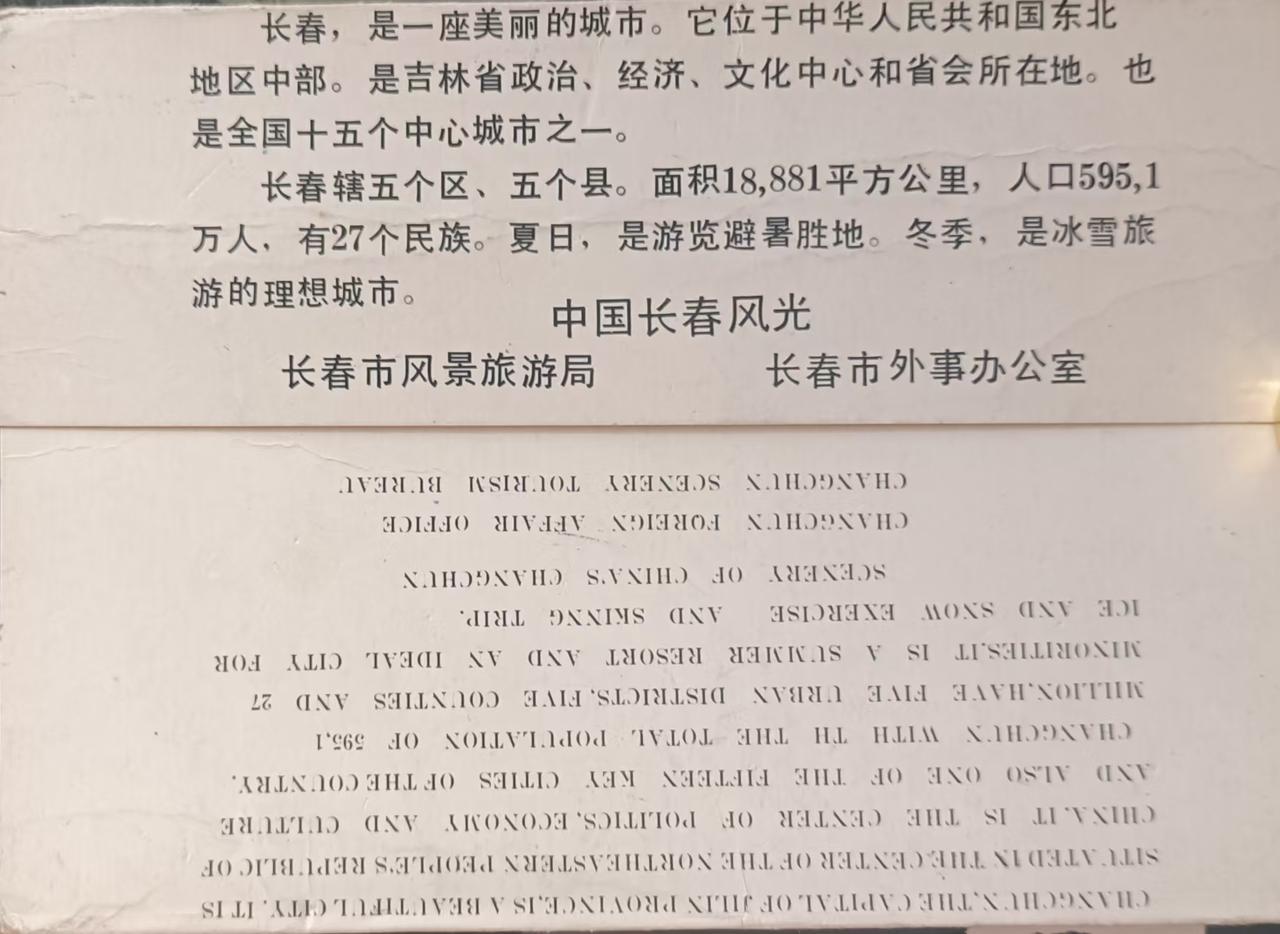 长春，是一座美丽的城市。它位于中华人民共和国东北
地区中部。是吉林省政治、经济、文化中心和省会所在地。也
是全国十五个中心城市之一。
长春辖五个区、五个县。面积18,881平方公里，人口595,1
万人，有27个民族。夏日，是游览避暑胜地。冬季，是冰雪旅
游的理想城市。
中国长春风光
长春市风景旅游局 长春市外事办公室
CHANGCHUN,THE CAPITAL OF JILIN PROVINCE,IS A BEAUTIFUL CITY. IT IS
SITUATED IN THE CENTER OF THE NORTHEASTERN PEOPLE'S REPUBLIC OF
CHINA. IT IS THE CENTER OF POLITICS, ECONOMY AND CULTURE
AND ALSO ONE OF THE FIFTEEN KEY CITIES OF THE COUNTRY.
CHANGCHUN WITH TH THE TOTAL POPULATION OF 595,1
MILLION,HAVE FIVE URBAN DISTRICTS, FIVE COUNTIES AND 27
MINORITIES.IT IS A SUMMER RESORT AND AN IDEAL CITY FOR
ICE AND SNOW EXERCISE AND SKINNG TRIP.
SCENERY OF CHINA'S CHANGCHUN
CHANGCHUN FOREIGN AFFAIR OFFICE
CHANGCHUN SCENERY TOURISM BUREAU